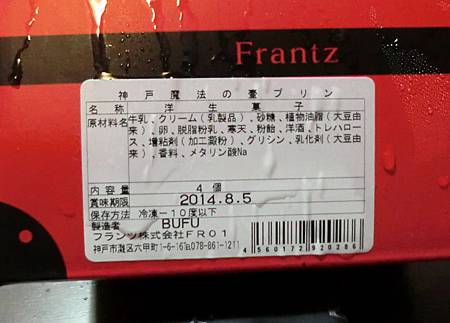 Frantz
神戸魔法の壷プリン
名称 洋生菓子
原材料名 牛乳、クリーム(乳製品)、砂糖、植物油脂(大豆由
来)、卵、脱脂粉乳、寒天、粉飴、洋酒、トレハロー
ス、増粘剤(加工澱粉)、グリシン、乳化剤(大豆由
来)、香料、メタリン酸Na
内容量 4個
賞味期限 2014.8.5
保存方法 冷凍-10度以下
製造者 BUFU
フランツ株式会社FR01
神戸市灘区六甲町1-6-16℡078-861-1211
4560172920286